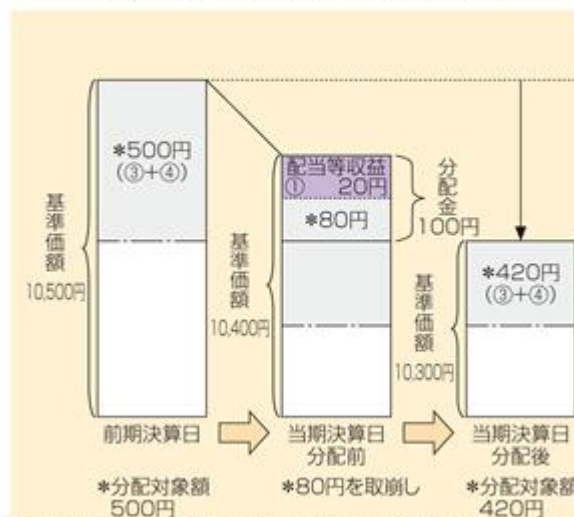 *500円
(③+④)
基準価額
10,500円
配当等収益
① 20円
*80円
分配金
100円
基準価額
10,400円
*420円
(③+④)
基準価額
10,300円
前期決算日
当期決算日
分配前
当期決算日
分配後
*分配対象額
500円
*80円を取崩し
*分配対象額
420円